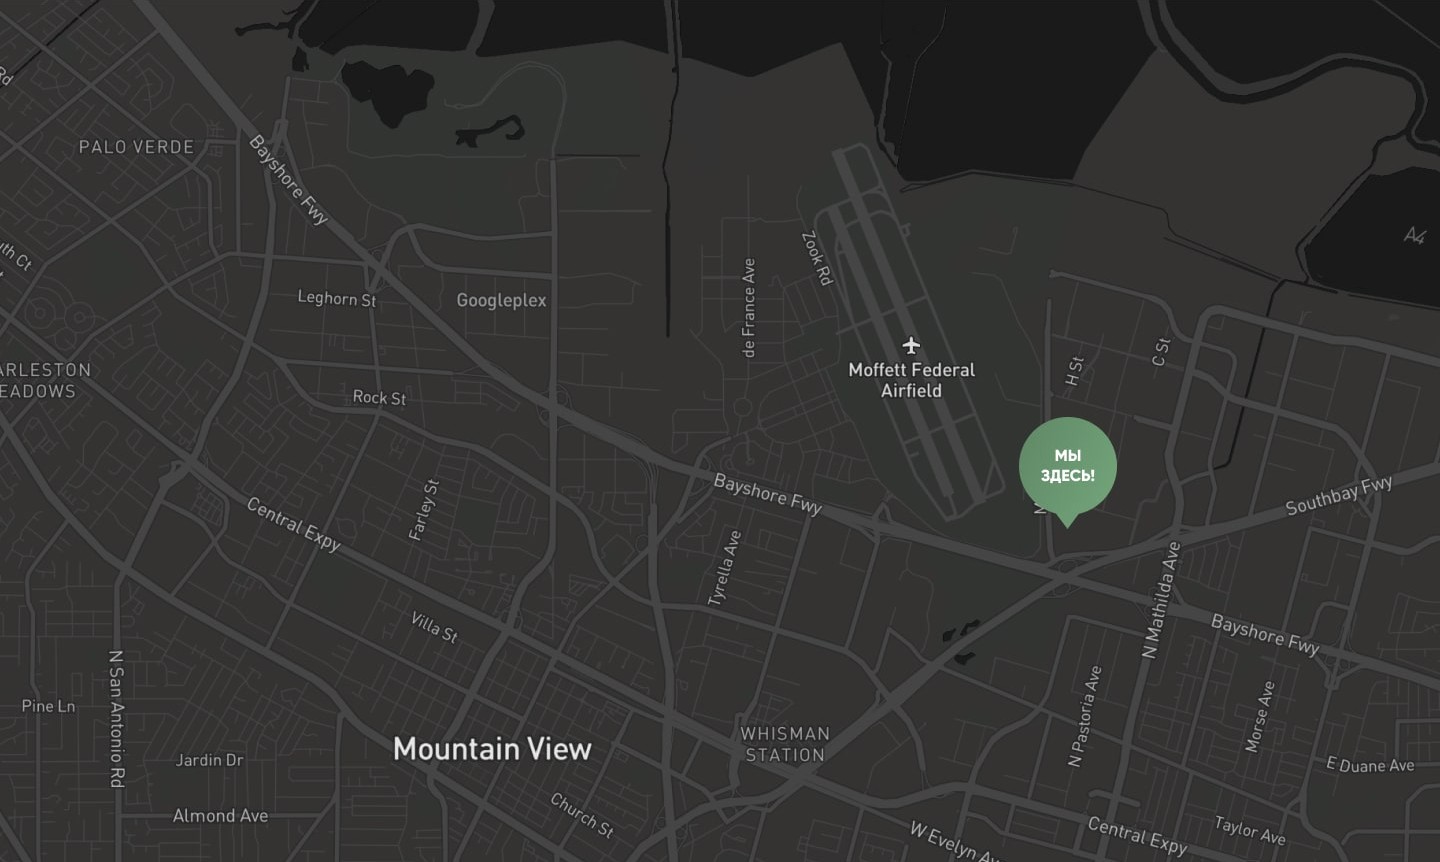 Rd
PALO VERDE
Bayshore Fwy
Zook Rd
A4
Leghorn St
Googleplex
de France Ave
C St
H St
Moffett Federal
Airfield
ARLESTON
EADOWS
Rock St
МЫ
ЗДЕСЬ!
Farley St
Bayshore Fwy
Southbay Fwy
Central Expy
Tyrella Ave
N Mathilda Ave
Villa St
Bayshore Fwy
N San Antonio Rd
Pine Ln
N Pastoria Ave
Morse Ave
Mountain View
WHISMAN
STATION
Jardin Dr
E Duane Ave
Almond Ave
Church St
Central Expy
Taylor Ave
W Evelyn Av